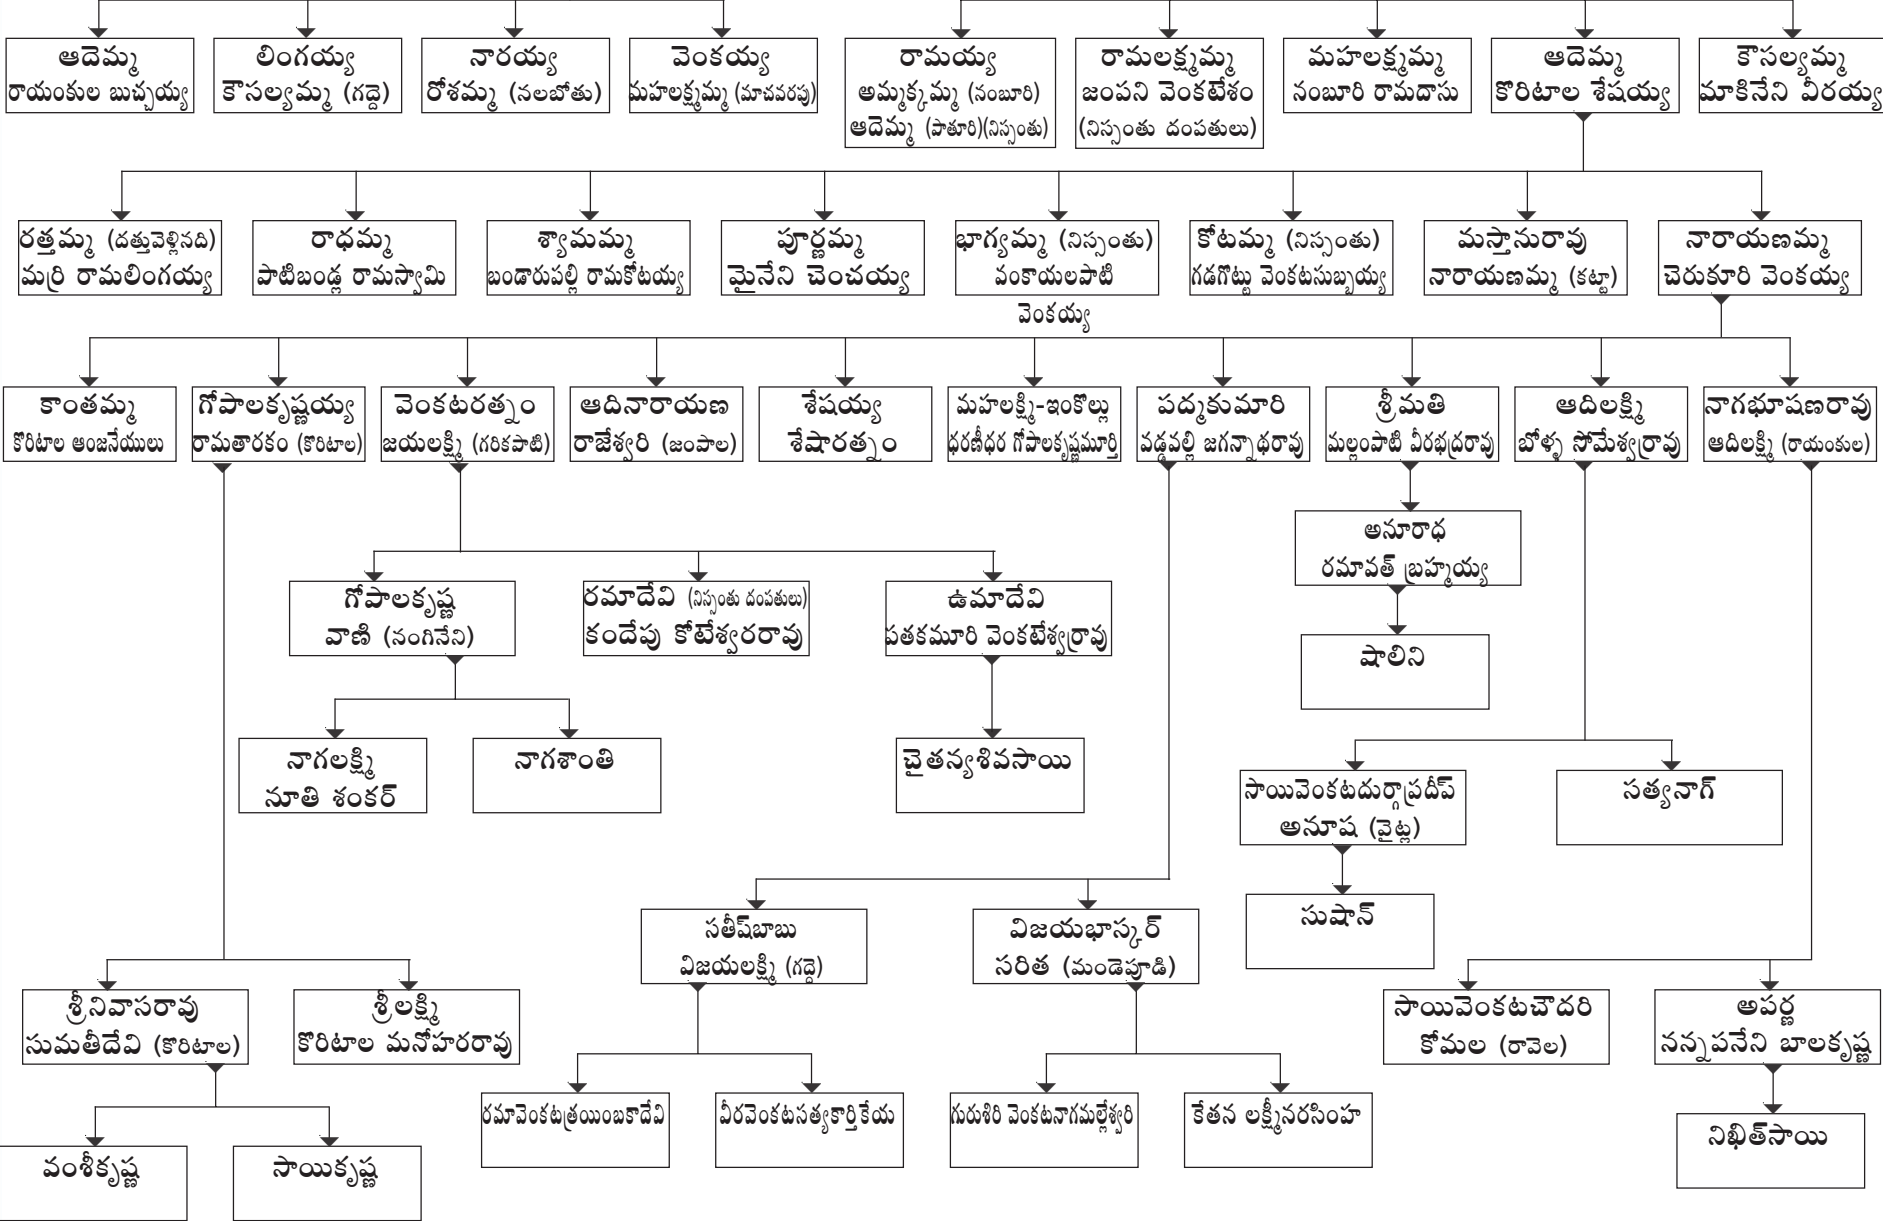 ఆదెమ్మ
రాయంకుల బుచ్చయ్య
లింగయ్య
కౌసల్యమ్మ (గద్దె)
నారయ్య
రోశమ్మ (నలబోతు)
వెంకయ్య
మహలక్ష్మమ్మ (మాచవరపు)
రామయ్య
అమ్మక్కమ్మ (నంబూరి)
ఆదెమ్మ (పాతూరి)(నిస్సంతు)
రామలక్ష్మమ్మ
జంపని వెంకటేశం
(నిస్సంతు దంపతులు)
మహలక్ష్మమ్మ
నంబూరి రామదాసు
ఆదెమ్మ
కొరిటాల శేషయ్య
కౌసల్యమ్మ
మాకినేని వీరయ్య
రత్తమ్మ (దత్తువెళ్లినది)
మర్రి రామలింగయ్య
రాధమ్మ
పాటిబండ్ల రామస్వామి
శ్యామమ్మ
బండారుపల్లి రామకోటయ్య
పూర్ణమ్మ
మైనేని చెంచయ్య
భాగ్యమ్మ (నిస్సంతు)
వంకాయలపాటి
వెంకయ్య
కోటమ్మ (నిస్సంతు)
గడగొట్టు వెంకటసుబ్బయ్య
మస్తానురావు
నారాయణమ్మ (కట్టా)
నారాయణమ్మ
చెరుకూరి వెంకయ్య
కాంతమ్మ
కొరిటాల ఆంజనేయులు
గోపాలకృష్ణయ్య
రామతారకం (కొరిటాల)
వెంకటరత్నం
జయలక్ష్మి (గరికపాటి)
ఆదినారాయణ
రాజేశ్వరి (జంపాల)
శేషయ్య
శేషారత్నం
మహలక్ష్మి-ఇంకొల్లు
ధరణీధర గోపాలకృష్ణమూర్తి
పద్మకుమారి
వడ్డవల్లి జగన్నాథరావు
శ్రీమతి
మల్లంపాటి వీరభద్రరావు
ఆదిలక్ష్మి
బోళ్ళ సోమేశ్వర్రావు
నాగభూషణరావు
ఆదిలక్ష్మి (రాయంకుల)
అనూరాధ
రమావత్ బ్రహ్మయ్య
గోపాలకృష్ణ
వాణి (నంగినేని)
రమాదేవి (నిస్సంతు దంపతులు)
కందేపు కోటేశ్వరరావు
ఉమాదేవి
పతకమూరి వెంకటేశ్వర్రావు
షాలిని
నాగలక్ష్మి
నూతి శంకర్
నాగశాంతి
చైతన్యశివసాయి
సాయివెంకటదుర్గాప్రదీప్
అనూష (వైట్ల)
సత్యనాగ్
సుషాన్
సతీష్‌బాబు
విజయలక్ష్మి (గద్దె)
విజయభాస్కర్
సరిత (మండెపూడి)
శ్రీనివాసరావు
సుమతీదేవి (కొరిటాల)
శ్రీలక్ష్మి
కొరిటాల మనోహరరావు
సాయివెంకటచౌదరి
కోమల (రావెల)
అపర్ణ
నన్నపనేని బాలకృష్ణ
రమావెంకటత్రయింబకాదేవి
వీరవెంకటసత్యకార్తికేయ
గురుశిరి వెంకటనాగమల్లేశ్వరి
కేతన లక్ష్మీనరసింహ
నిఖిత్‌సాయి
వంశీకృష్ణ
సాయికృష్ణ